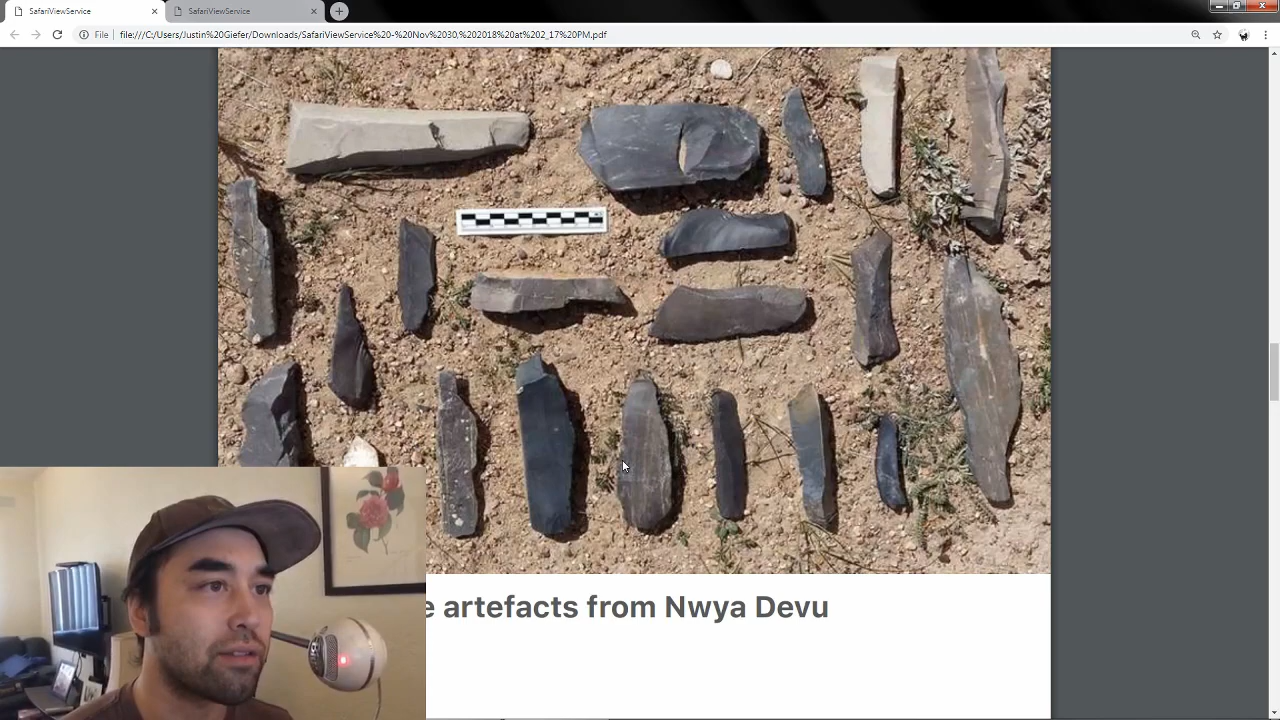 SafariViewService
SafariViewService
File file:///C:/Users/Justin%20Giefer/Downloads/SafariViewService%20-%20Nov%2030,%202018%20at%202_17%20PM.pdf
e artefacts from Nwya Devu